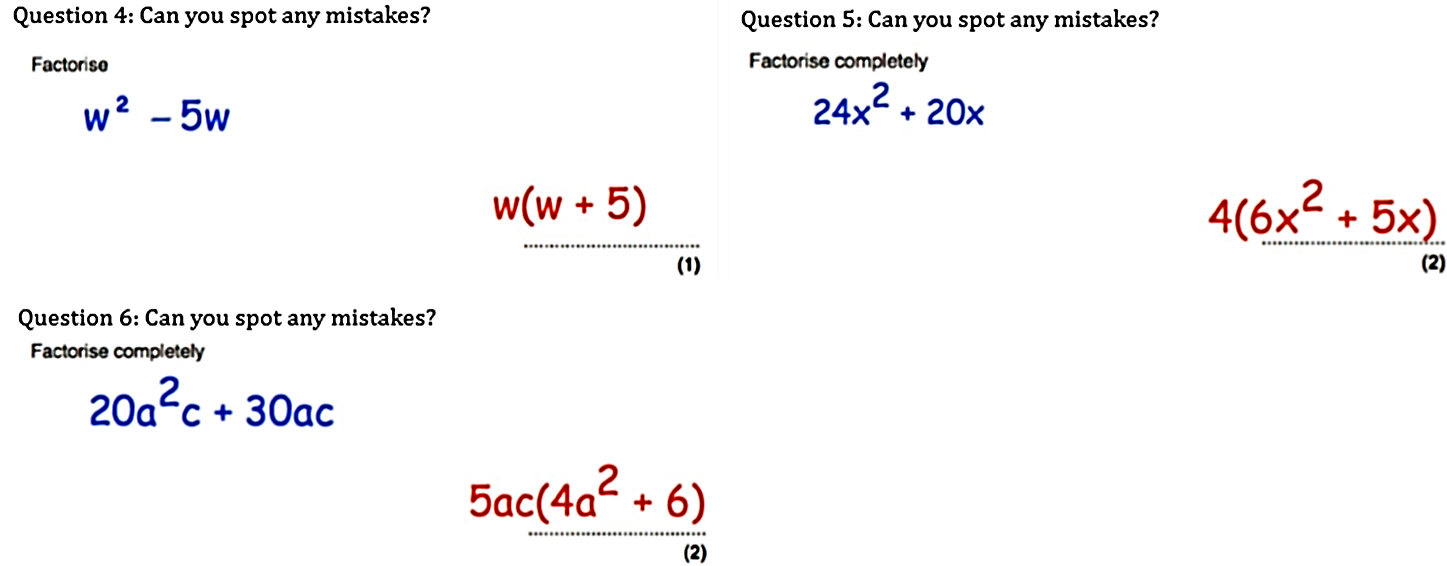 Question 4: Can you spot any mistakes?
Factorise
w² – 5w
w(w + 5)
(1)
Question 5: Can you spot any mistakes?
Factorise completely
24x² + 20x
4(6x² + 5x)
(2)
Question 6: Can you spot any mistakes?
Factorise completely
20a²c + 30ac
5ac(4a² + 6)
(2)